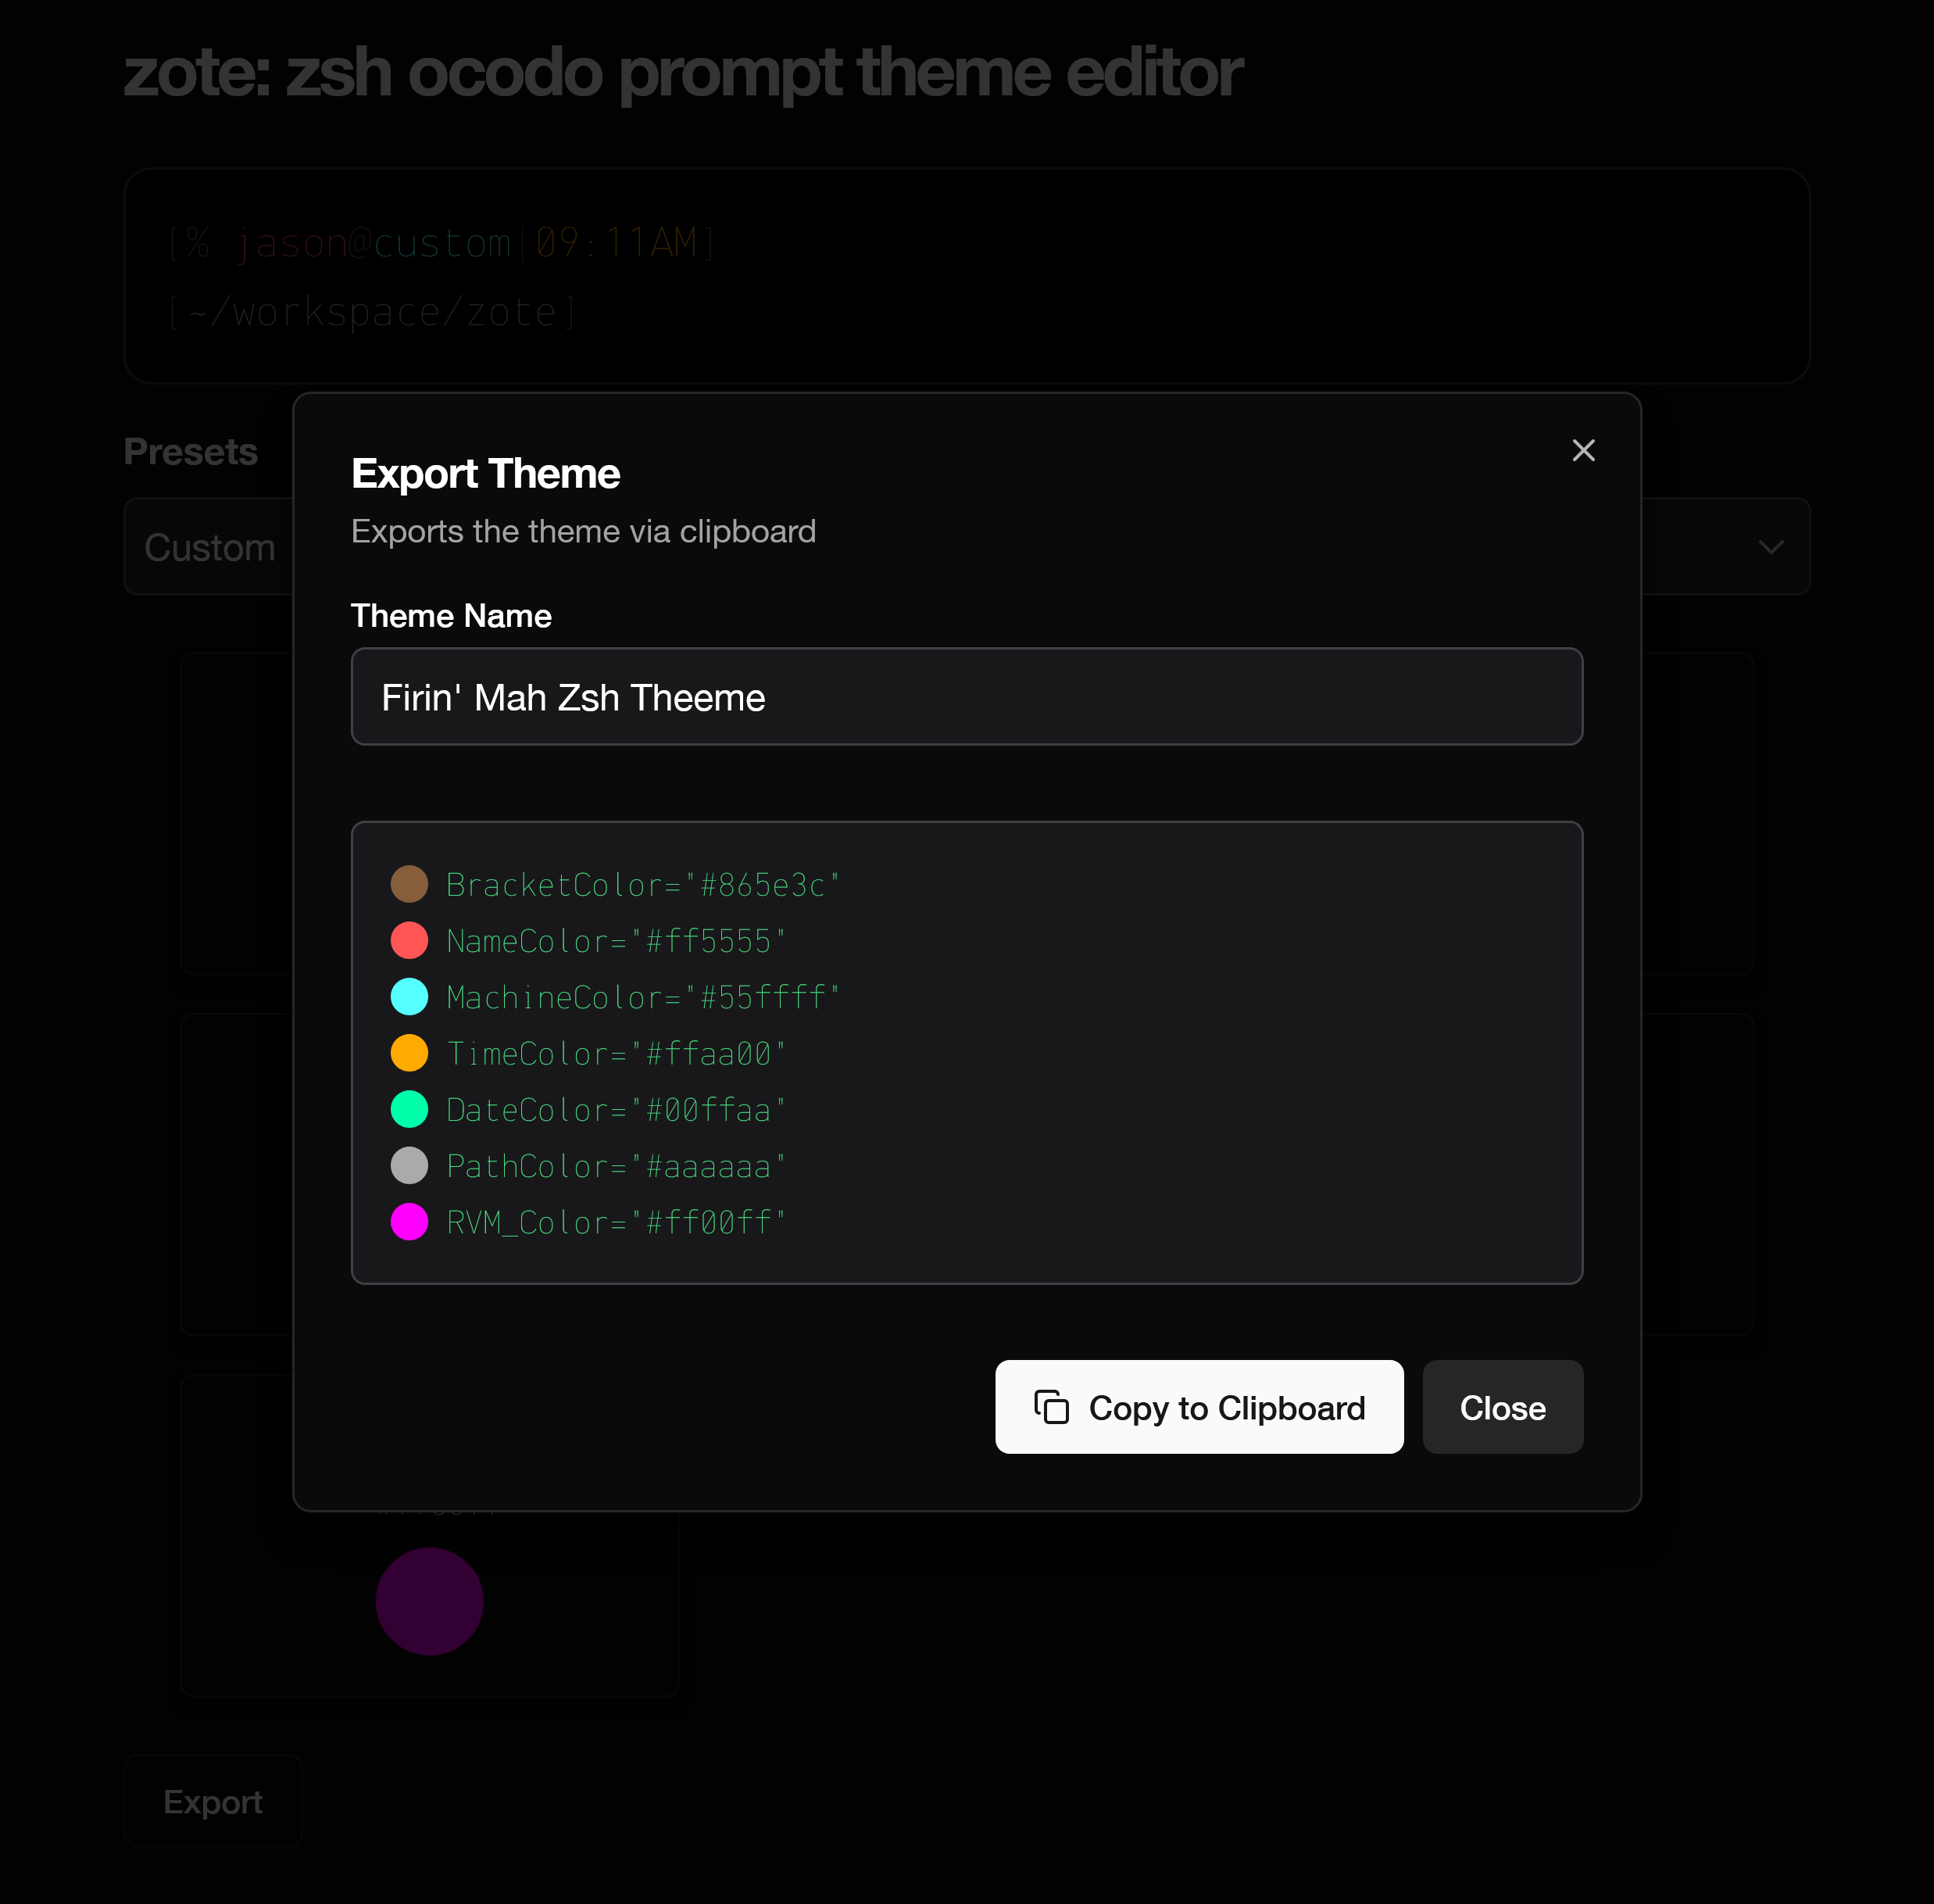 zote: zsh ocodo prompt theme editor
[% jason@custom|09:11AM]
[~/workspace/zote]
Presets
Custom
Export Theme
Exports the theme via clipboard
Theme Name
Firin' Mah Zsh Theeme
BracketColor="#865e3c"
NameColor="#ff5555"
MachineColor="#55ffff"
TimeColor="#ffaa00"
DateColor="#00ffaa"
PathColor="#aaaaaa"
RVM_Color="#ff00ff"
Copy to Clipboard
Close
Export